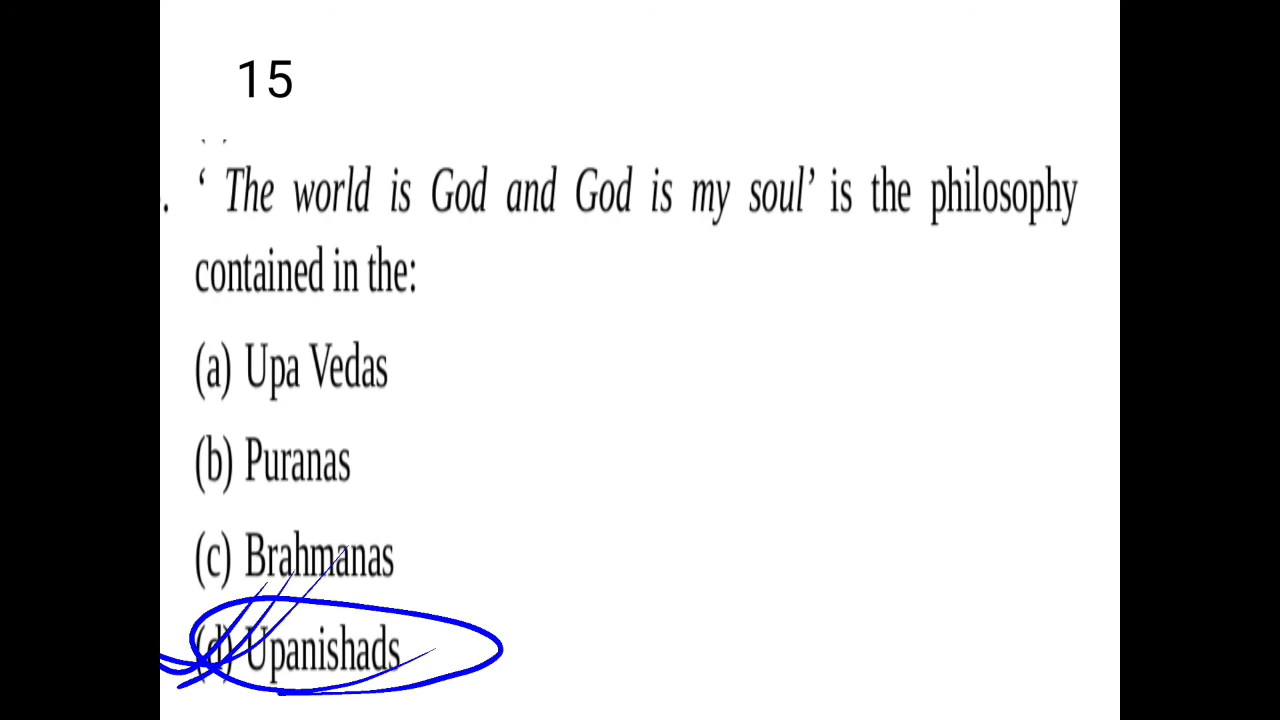 15
. ‘ The world is God and God is my soul’ is the philosophy
contained in the:
(a) Upa Vedas
(b) Puranas
(c) Brahmanas
(d) Upanishads